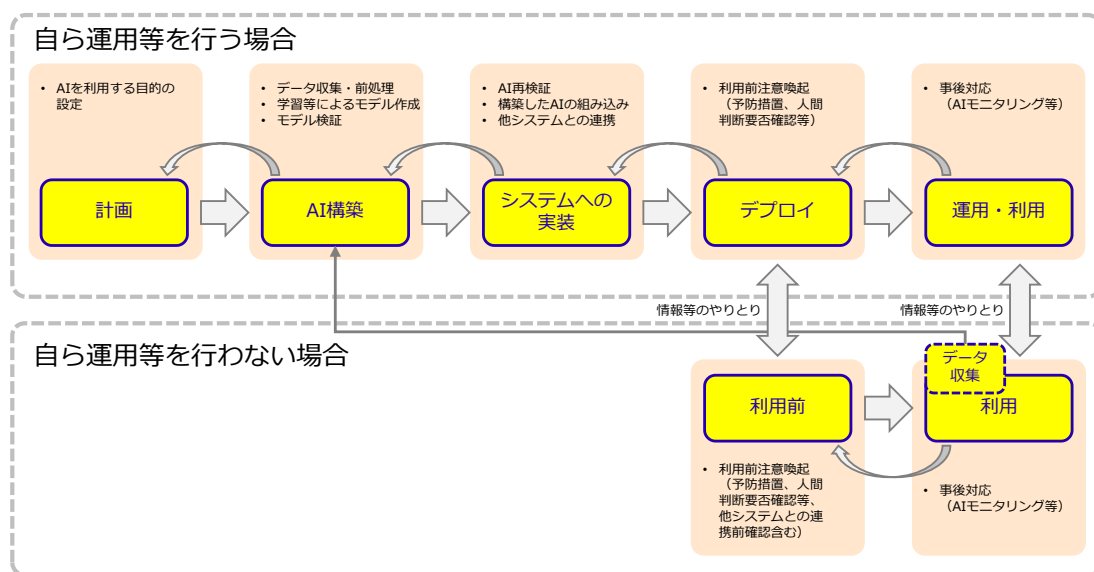 自ら運用等を行う場合
• AIを利用する目的の
設定
• データ収集・前処理
• 学習等によるモデル作成
• モデル検証
• AI再検証
• 構築したAIの組み込み
• 他システムとの連携
• 利用前注意喚起
（予防措置、人間
判断要否確認等）
• 事後対応
（AIモニタリング等）
計画
AI構築
システムへの
実装
デプロイ
運用・利用
情報等のやりとり
情報等のやりとり
自ら運用等を行わない場合
データ
収集
利用前
利用
• 利用前注意喚起
（予防措置、人間
判断要否確認等、
他システムとの連
携前確認含む）
• 事後対応
（AIモニタリング等）